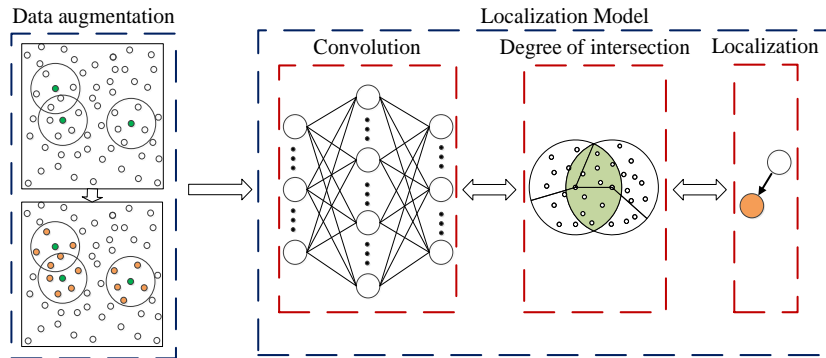 Data augmentation
Localization Model
Convolution
Degree of intersection
Localization